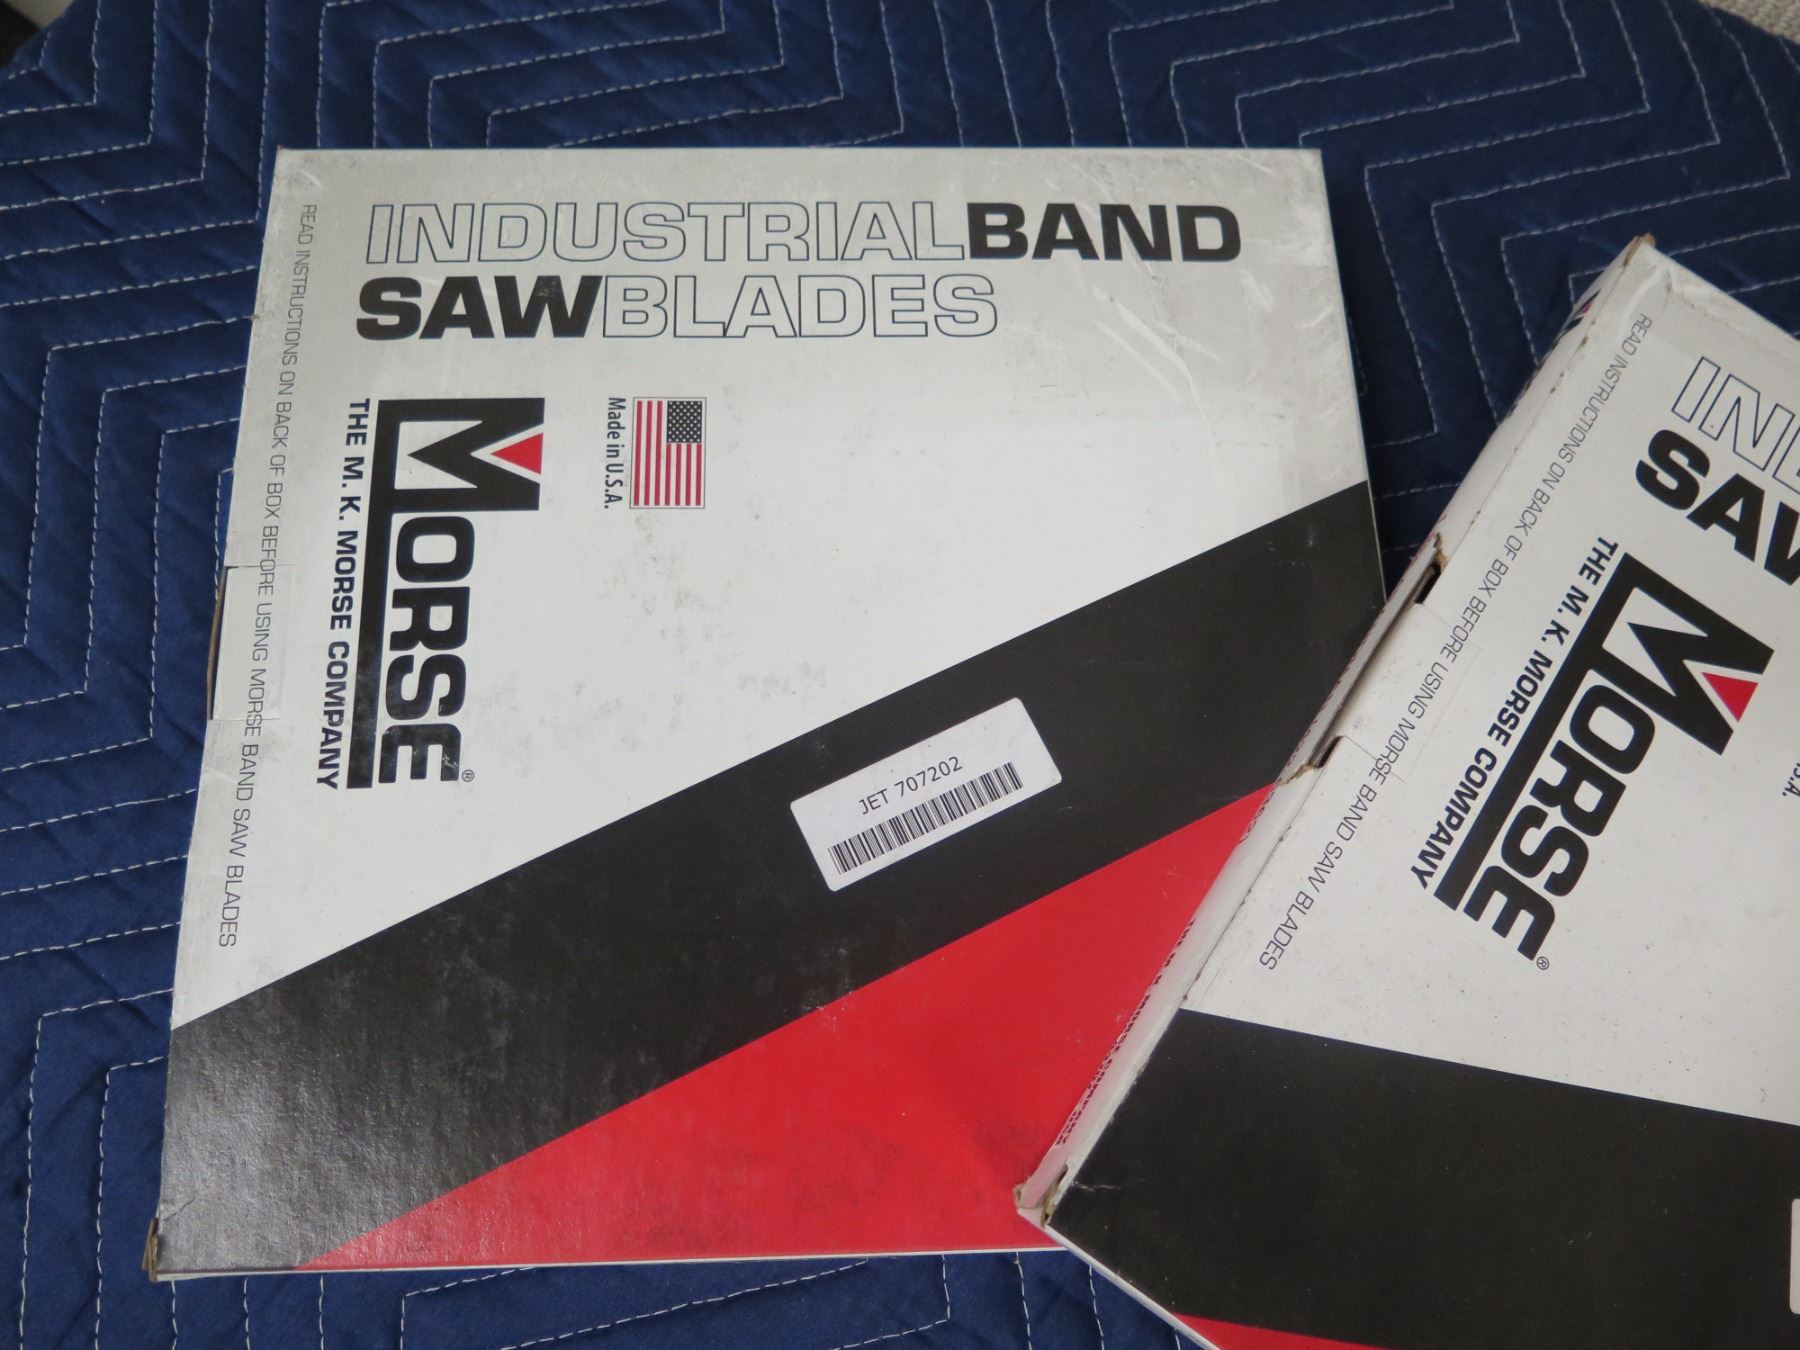 INDUSTRIALBAND
SAWBLADES
Made in U.S.A.
MORSE®
THE M. K. MORSE COMPANY
READ INSTRUCTIONS ON BACK OF BOX BEFORE USING MORSE BAND SAW BLADES
JET 707202
READ INSTRUCTIONS ON BACK OF BOX BEFORE USING MORSE BAND SAW BLADES
MORSE®
THE M. K. MORSE COMPANY